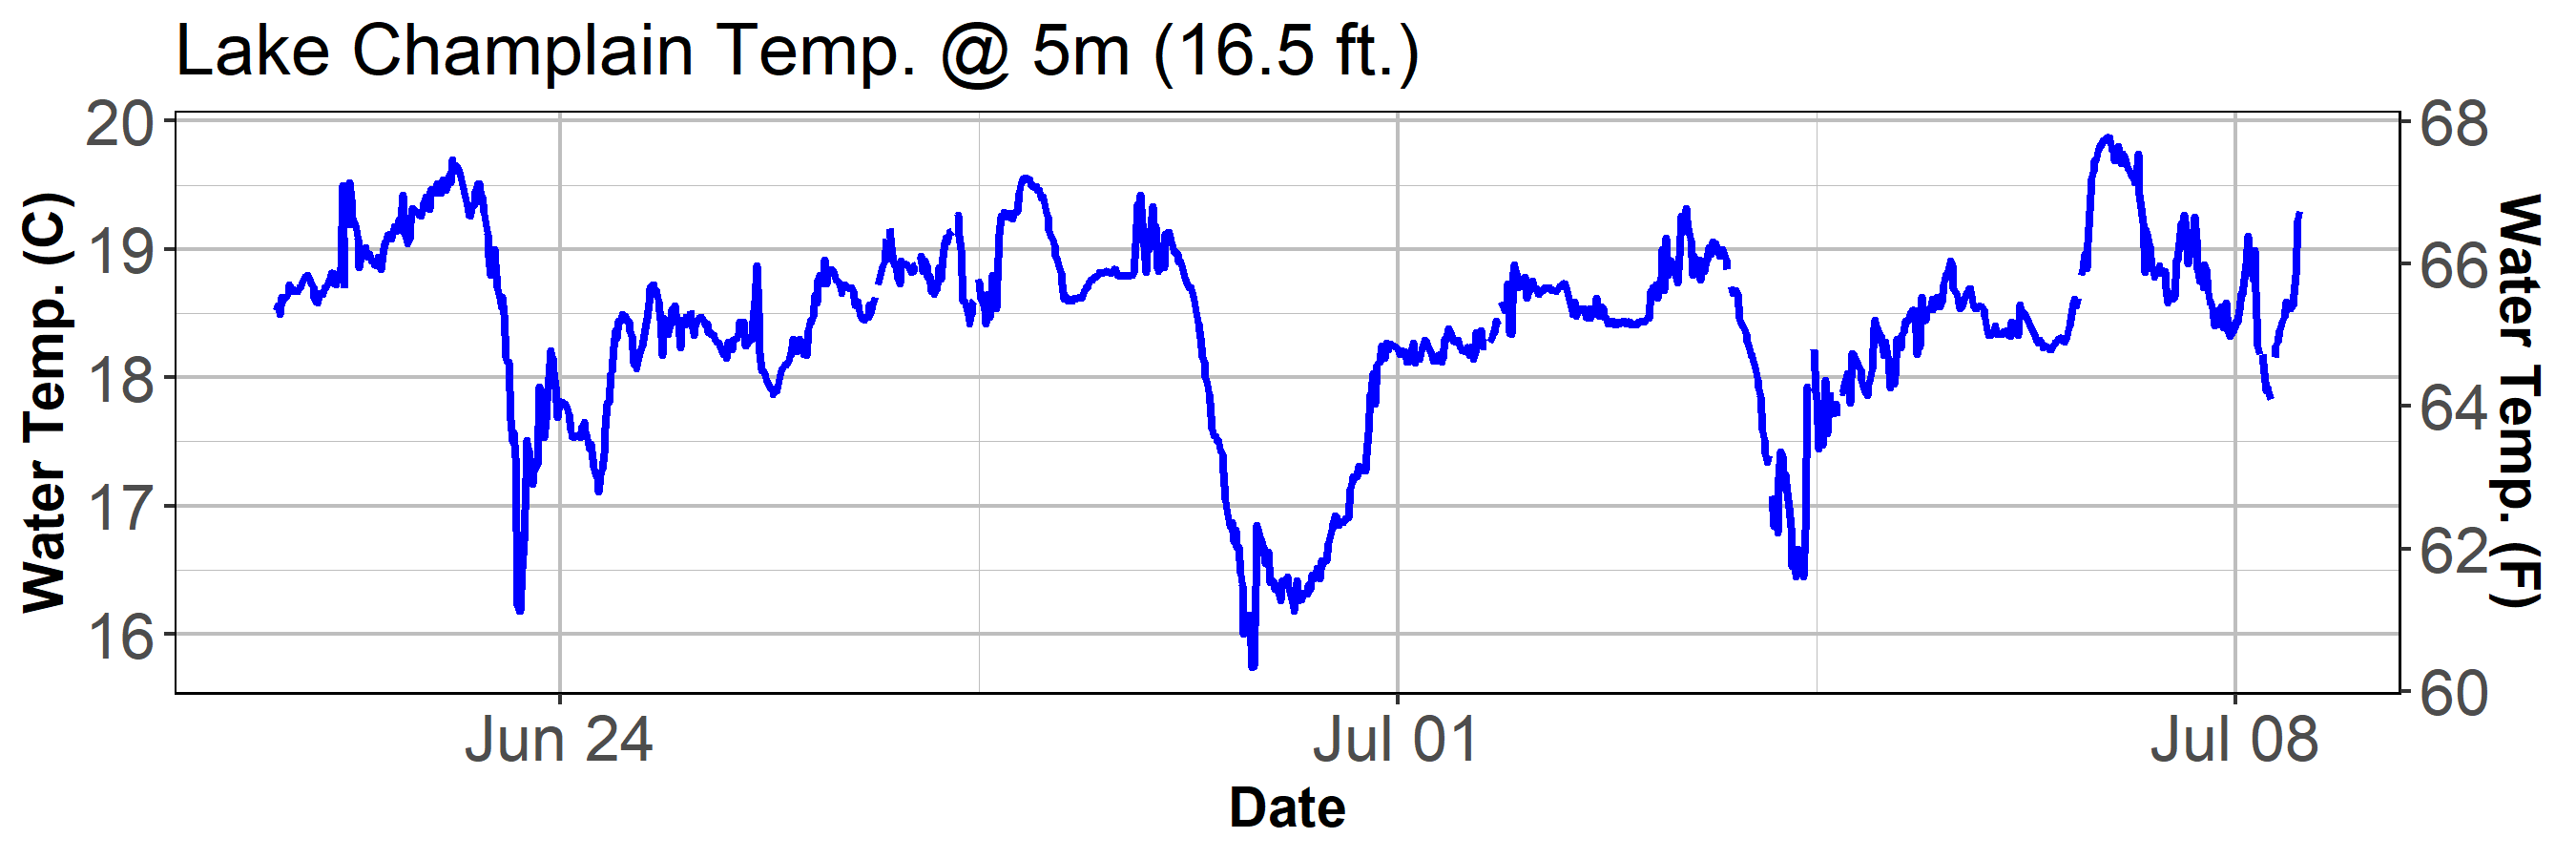 Lake Champlain Temp. @ 5m (16.5 ft.)
Water Temp. (C)
20
19
18
17
16
68
66
64
62
60
Water Temp. (F)
Jun 24
Jul 01
Jul 08
Date